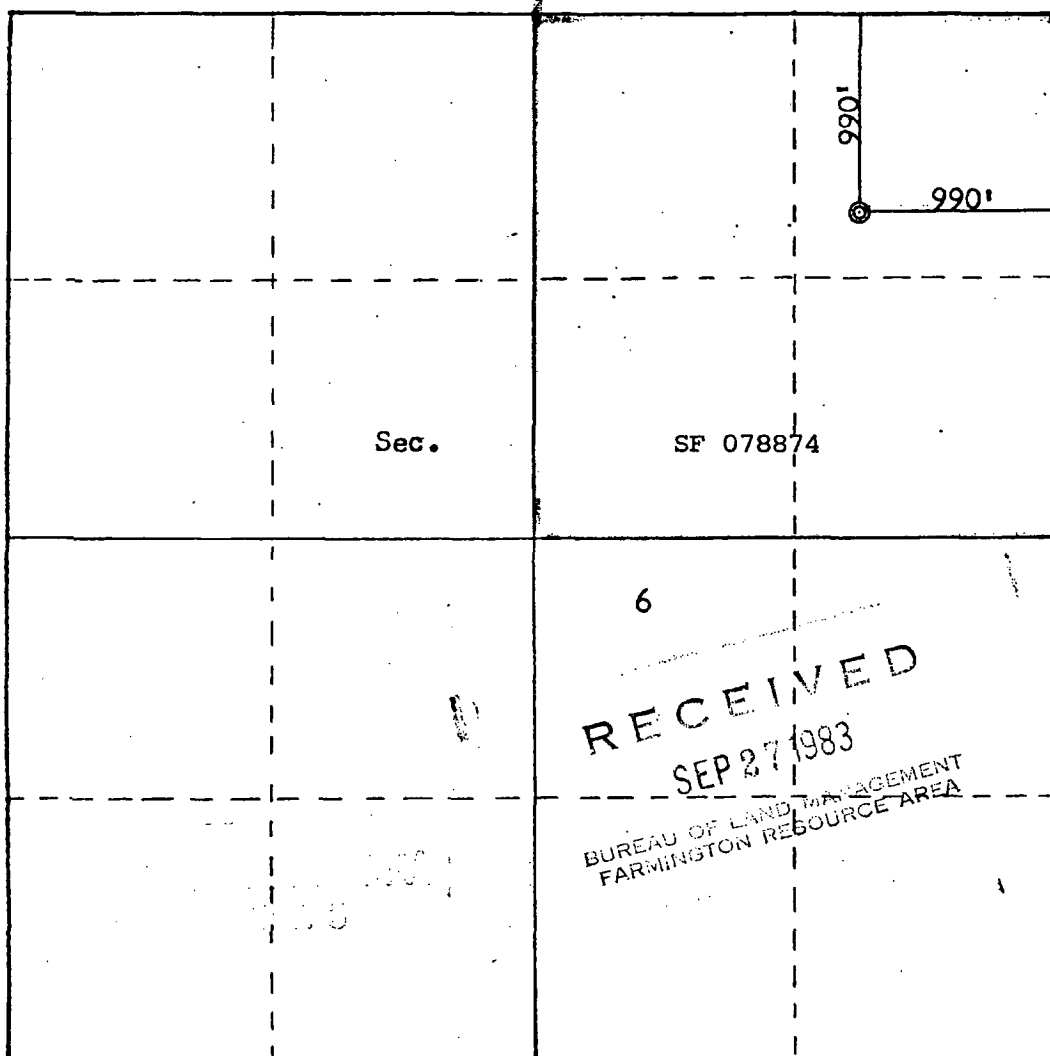 990'
990'
Sec.
SF 078874
6
RECEIVED
SEP 27 1983
BUREAU OF LAND MANAGEMENT
FARMINGTON RESOURCE AREA